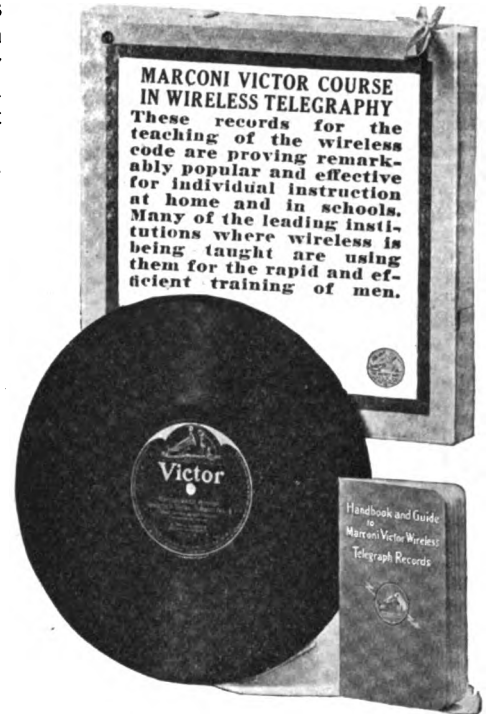 MARCONI VICTOR COURSE
IN WIRELESS TELEGRAPHY
These records for the
teaching of the wireless
code are proving remark-
ably popular and effective
for individual instruction
at home and in schools.
Many of the leading insti-
tutions where wireless is
being taught are using
them for the rapid and ef-
ficient training of men.
Victor
Handbook and Guide
to
Marconi Victor Wireless
Telegraph Records